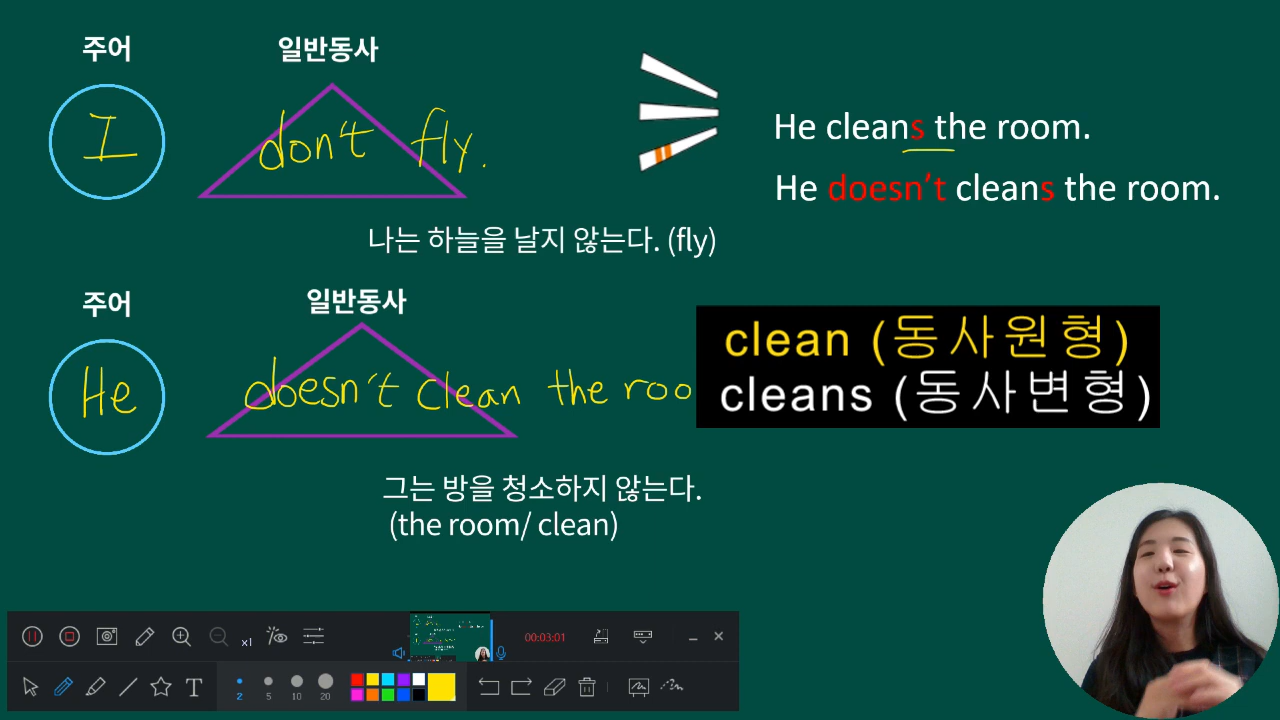 주어
일반동사
I
don't fly.
나는 하늘을 날지 않는다. (fly)
He cleans the room.
He doesn't cleans the room.
주어
일반동사
He
doesn't clean the roo
clean (동사원형)
cleans (동사변형)
그는 방을 청소하지 않는다.
(the room/ clean)
x1
00:03:01
T
2
5
10
20